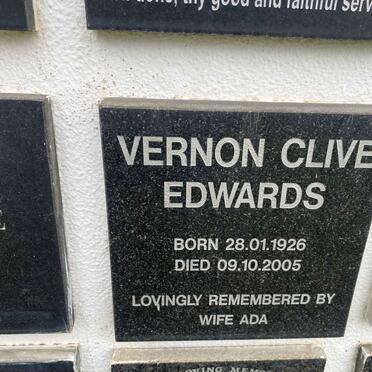 thy good and faithful serv
VERNON CLIVE
EDWARDS
BORN 28.01.1926
DIED 09.10.2005
LOVINGLY REMEMBERED BY
WIFE ADA